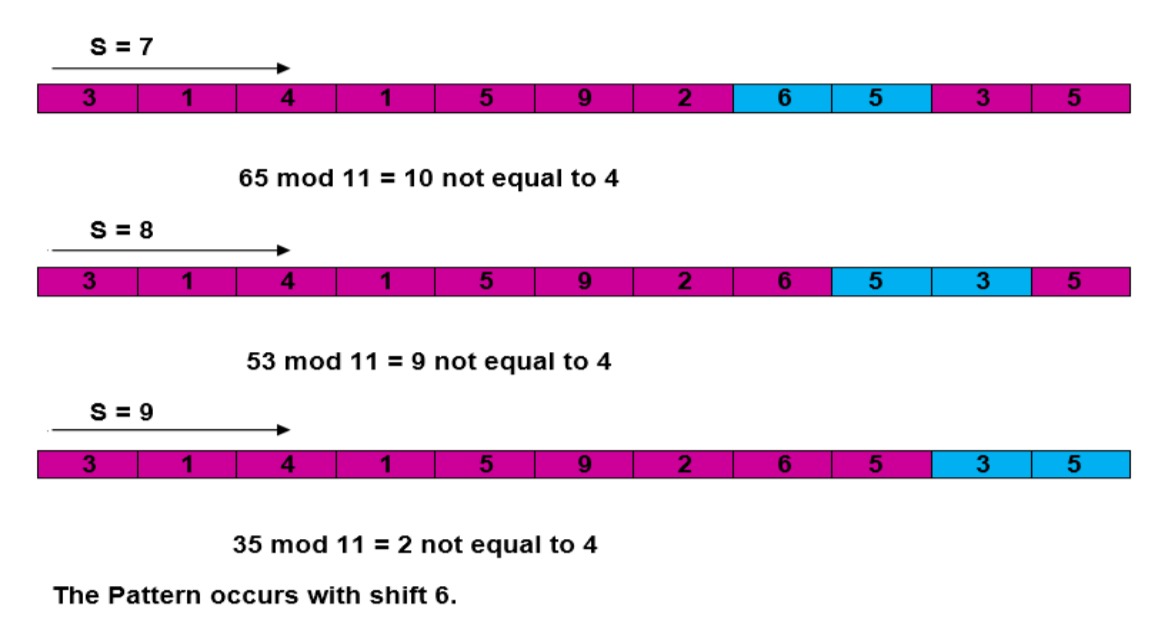 S = 7
3 1 4 1 5 9 2 6 5 3 5
65 mod 11 = 10 not equal to 4
S = 8
3 1 4 1 5 9 2 6 5 3 5
53 mod 11 = 9 not equal to 4
S = 9
3 1 4 1 5 9 2 6 5 3 5
35 mod 11 = 2 not equal to 4
The Pattern occurs with shift 6.